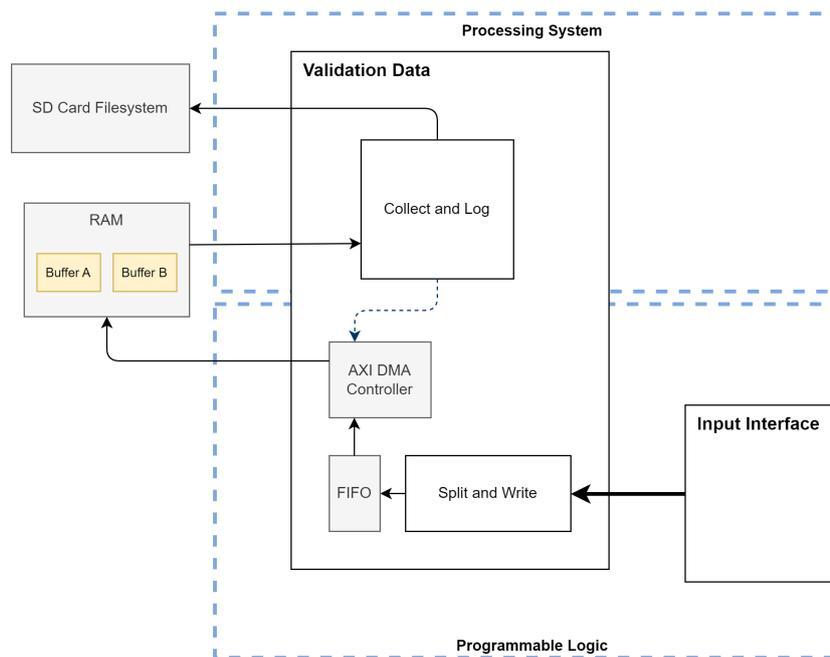 Processing System
Validation Data
SD Card Filesystem
Collect and Log
RAM
Buffer A
Buffer B
AXI DMA
Controller
Input Interface
FIFO
Split and Write
Programmable Logic